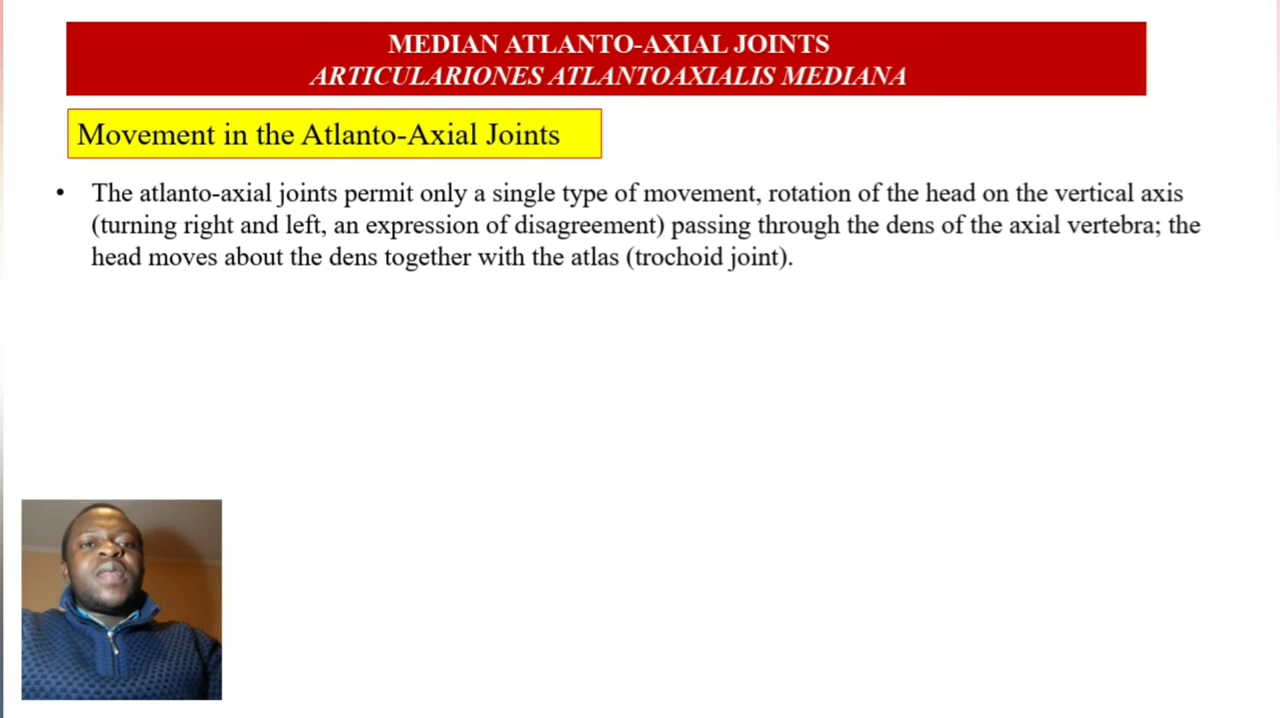 MEDIAN ATLANTO-AXIAL JOINTS
ARTICULARIONES ATLANTOAXIALIS MEDIANA
Movement in the Atlanto-Axial Joints
• The atlanto-axial joints permit only a single type of movement, rotation of the head on the vertical axis
(turning right and left, an expression of disagreement) passing through the dens of the axial vertebra; the
head moves about the dens together with the atlas (trochoid joint).